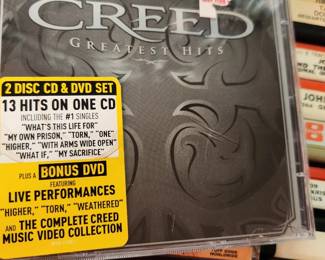 CREED
GREATEST HITS
2 DISC CD & DVD SET
13 HITS ON ONE CD
INCLUDING THE #1 SINGLES
"WHAT'S THIS LIFE FOR"
"MY OWN PRISON," "TORN," "ONE"
"HIGHER," "WITH ARMS WIDE OPEN"
"WHAT IF," "MY SACRIFICE"
PLUS A BONUS DVD
FEATURING
LIVE PERFORMANCES
"HIGHER," "TORN," "WEATHERED"
AND THE COMPLETE CREED
MUSIC VIDEO COLLECTION